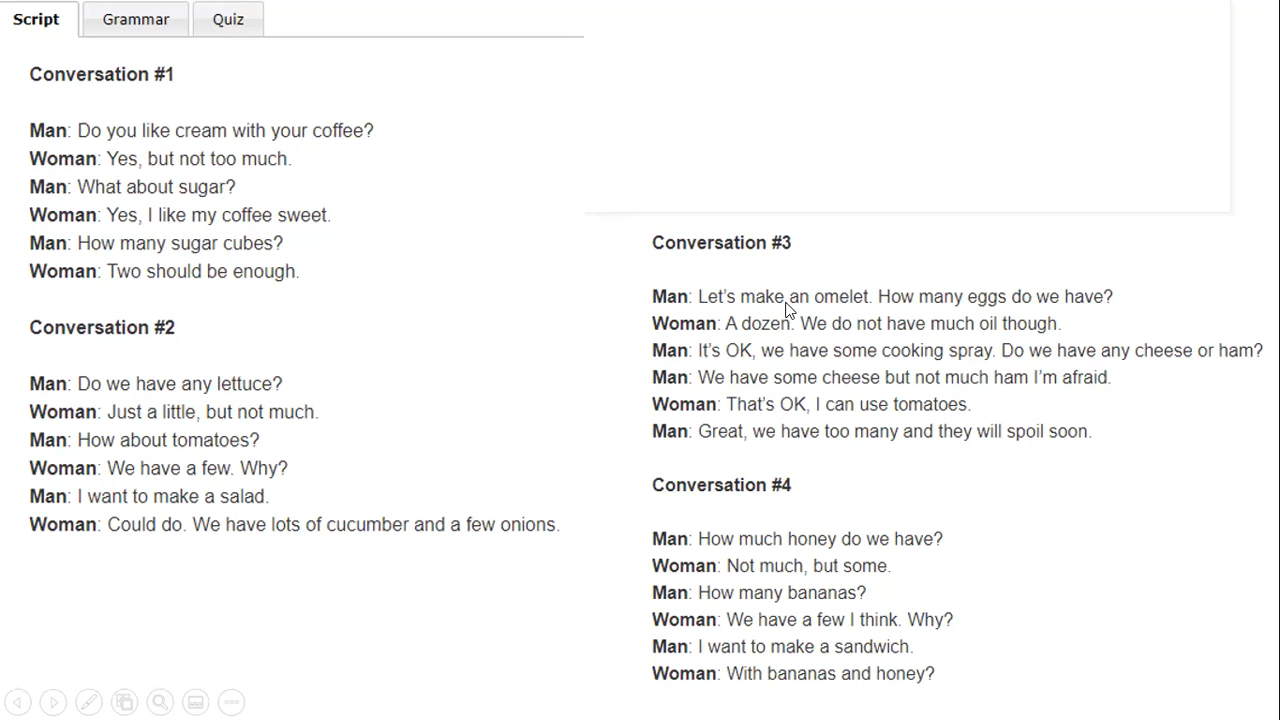 Script
Grammar
Quiz
Conversation #1
Man: Do you like cream with your coffee?
Woman: Yes, but not too much.
Man: What about sugar?
Woman: Yes, I like my coffee sweet.
Man: How many sugar cubes?
Woman: Two should be enough.
Conversation #2
Man: Do we have any lettuce?
Woman: Just a little, but not much.
Man: How about tomatoes?
Woman: We have a few. Why?
Man: I want to make a salad.
Woman: Could do. We have lots of cucumber and a few onions.
Conversation #3
Man: Let's make an omelet. How many eggs do we have?
Woman: A dozen. We do not have much oil though.
Man: It's OK, we have some cooking spray. Do we have any cheese or ham?
Man: We have some cheese but not much ham I'm afraid.
Woman: That's OK, I can use tomatoes.
Man: Great, we have too many and they will spoil soon.
Conversation #4
Man: How much honey do we have?
Woman: Not much, but some.
Man: How many bananas?
Woman: We have a few I think. Why?
Man: I want to make a sandwich.
Woman: With bananas and honey?